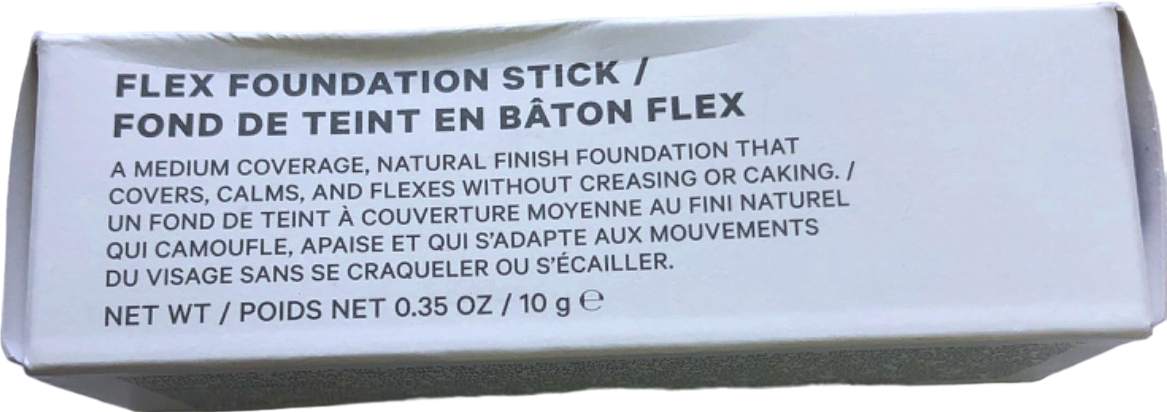 FLEX FOUNDATION STICK /
FOND DE TEINT EN BÂTON FLEX
A MEDIUM COVERAGE, NATURAL FINISH FOUNDATION THAT
COVERS, CALMS, AND FLEXES WITHOUT CREASING OR CAKING. /
UN FOND DE TEINT À COUVERTURE MOYENNE AU FINI NATUREL
QUI CAMOUFLE, APAISE ET QUI S'ADAPTE AUX MOUVEMENTS
DU VISAGE SANS SE CRAQUELER OU S'ÉCAILLER.
NET WT / POIDS NET 0.35 OZ / 10 g ℮